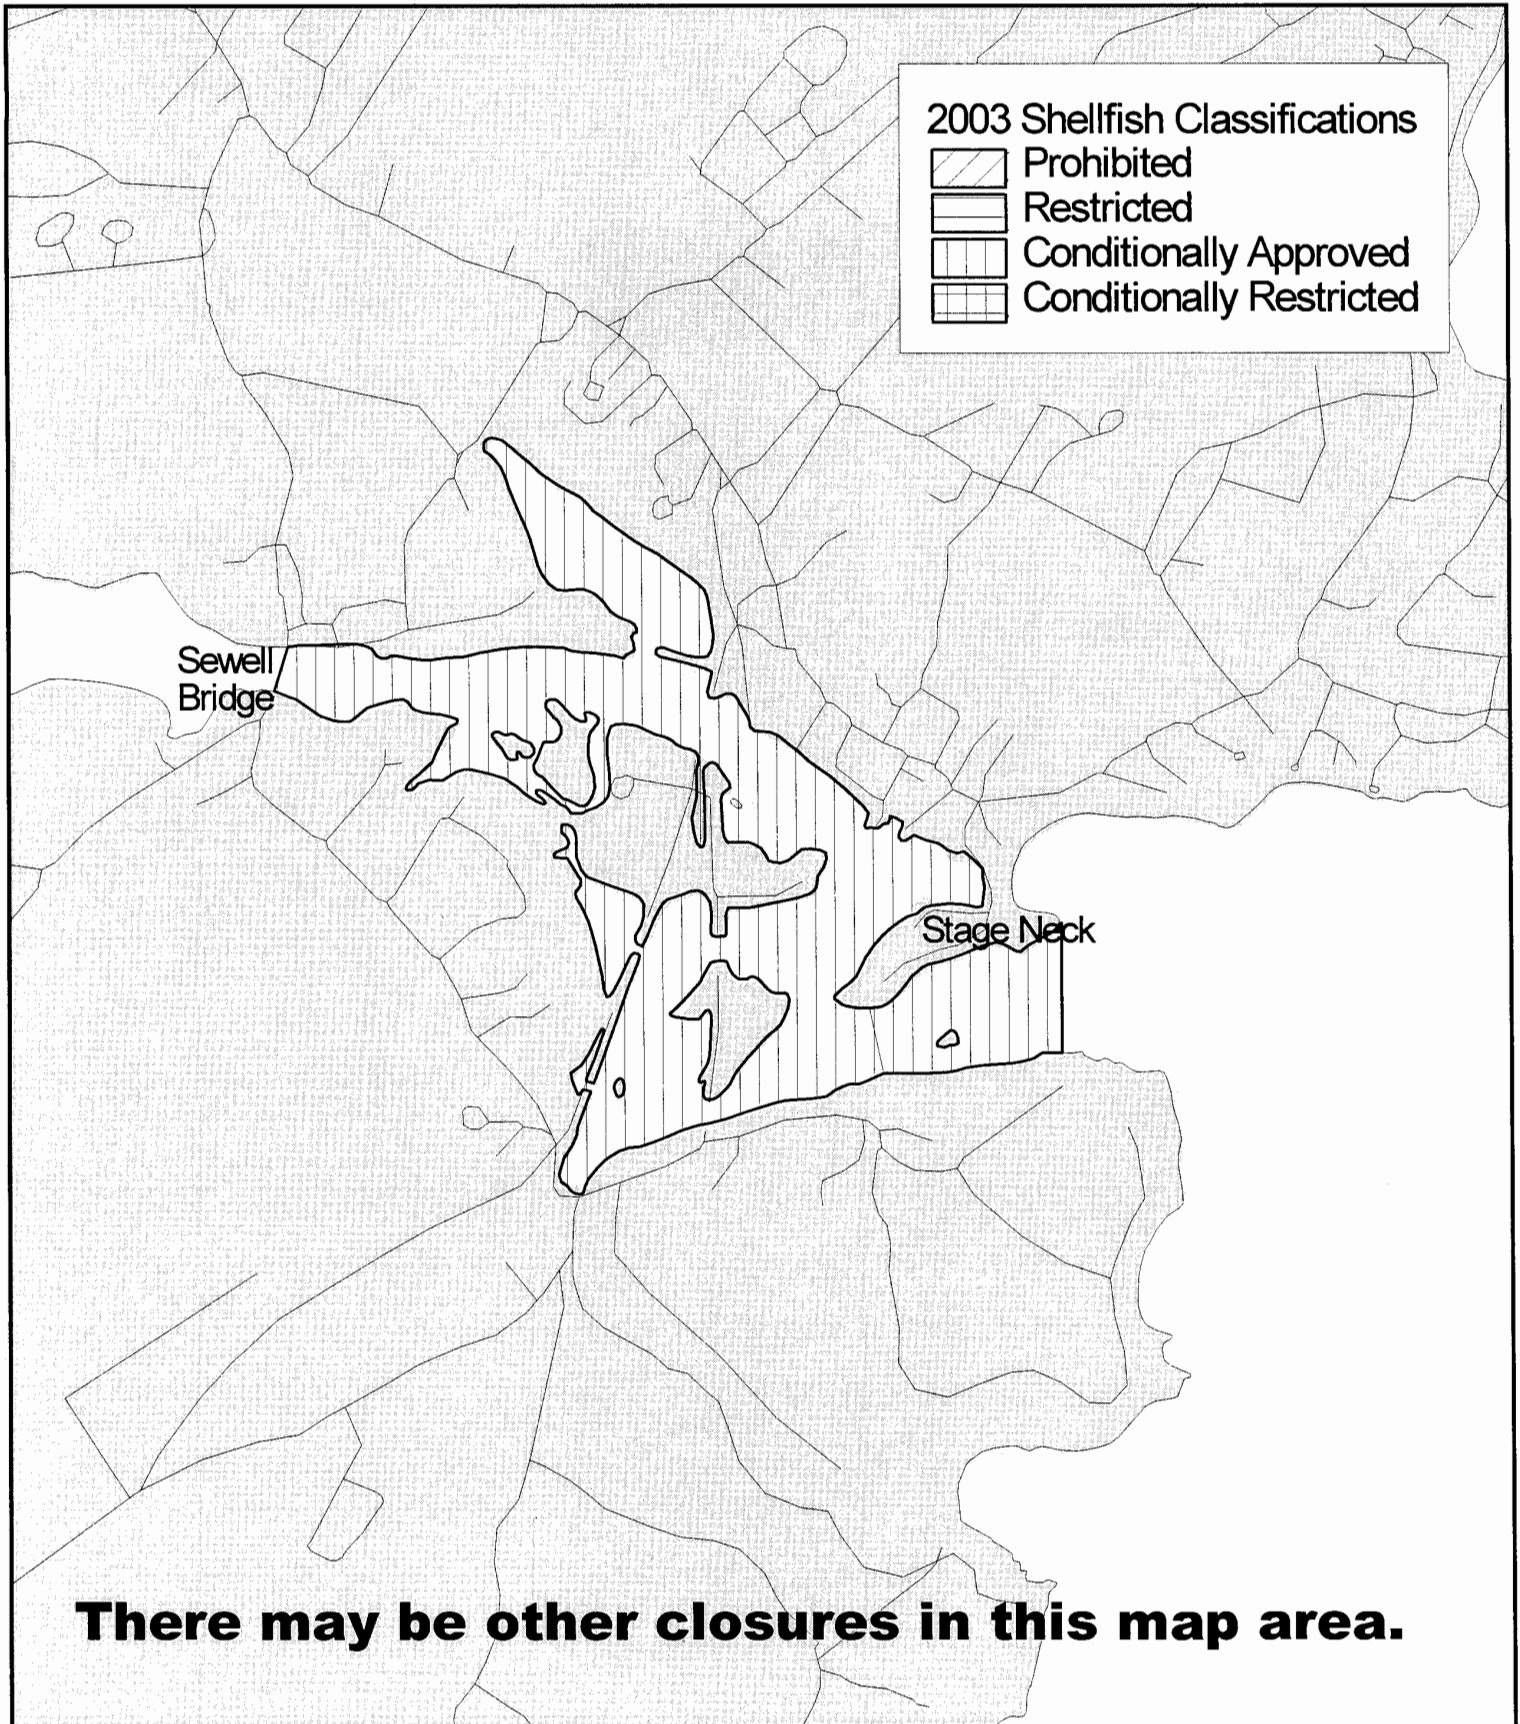 2003 Shellfish Classifications
Prohibited
Restricted
Conditionally Approved
Conditionally Restricted
Sewell
Bridge
Stage Neck
There may be other closures in this map area.